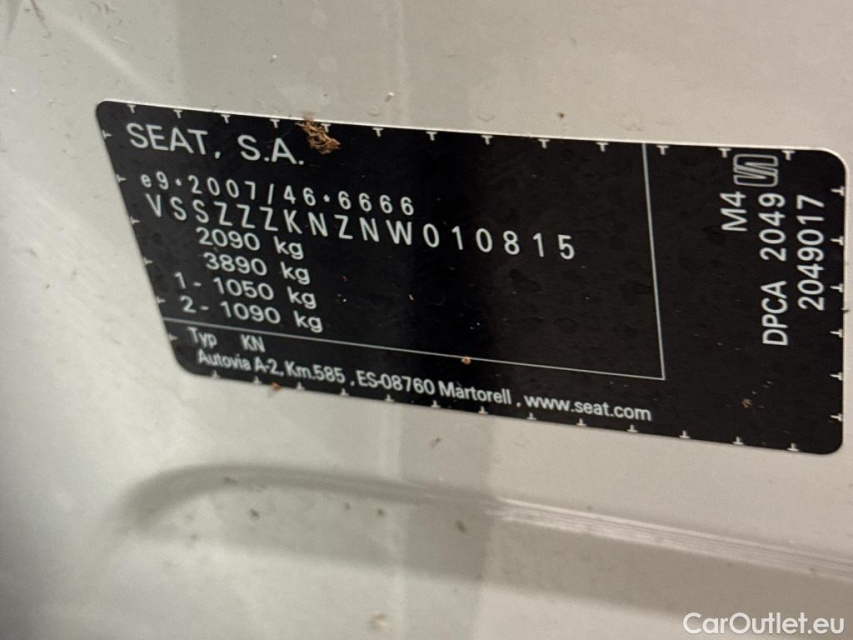 SEAT, S.A.
e9*2007/46*6666
VSSZZZKNZNW010815
2090 kg
3890 kg
1 - 1050 kg
2 - 1090 kg
Typ KN
Autovia A-2, Km.585 , ES-08760 Martorell , www.seat.com
M4
DPCA 2049
2049017
CarOutlet.eu